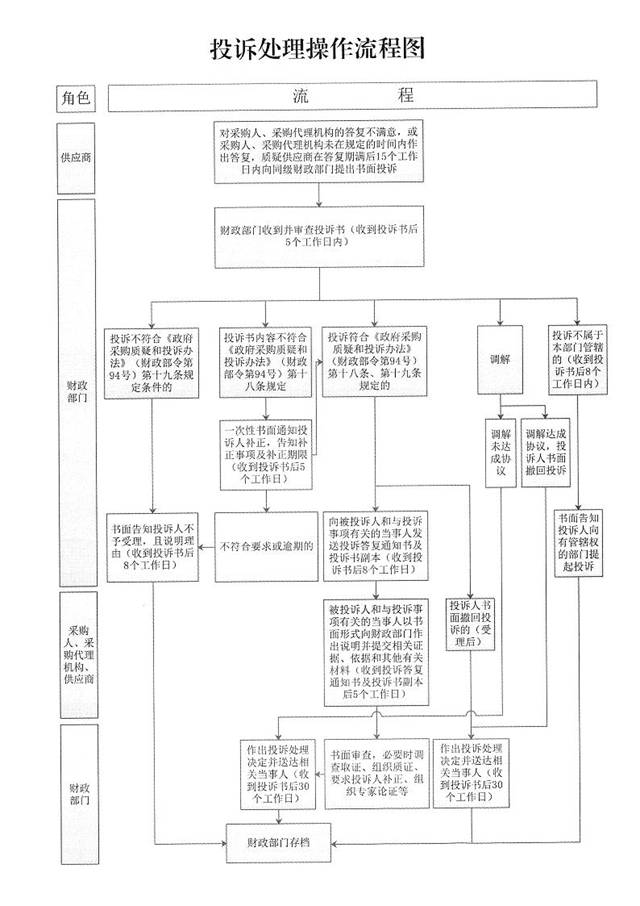 投诉处理操作流程图
角色
流 程
供应商
对采购人、采购代理机构的答复不满意，或
采购人、采购代理机构未在规定的时间内作
出答复，质疑供应商在答复期满后15个工作
日内向同级财政部门提出书面投诉
财政
部门
财政部门收到并审查投诉书（收到投诉书后
5个工作日内）
投诉不符合《政府
采购质疑和投诉办
法》（财政部令第
94号）第十九条规
定条件的
投诉书内容不符合
《政府采购质疑和
投诉办法》（财政
部令第94号）第十
八条规定
投诉符合《政府采购
质疑和投诉办法》
（财政部令第94号）
第十八条、第十九条
规定的
调解
投诉不属于
本部门管辖
的（收到投
诉书后8个
工作日内）
一次性书面通知投
诉人补正，告知补
正事项及补正期限
（收到投诉书后5
个工作日）
调解
未达
成协
议
调解达成
协议，投
诉人书面
撤回投诉
书面告知投诉人不
予受理，且说明理
由（收到投诉书后
8个工作日）
不符合要求或逾期的
向被投诉人和与投诉
事项有关的当事人发
送投诉答复通知书及
投诉书副本（收到投
诉书后8个工作日）
书面告知
投诉人向
有管辖权
的部门提
起投诉
采购
人、采
购代理
机构、
供应商
被投诉人和与投诉事项
有关的当事人以书
面形式向财政部门作
出说明并提交相关证
据、依据和其他有关
材料（收到投诉答复
通知书及投诉书副本
后5个工作日）
投诉人书
面撤回投
诉的（受
理后）
财政
部门
作出投诉处理
决定并送达相
关当事人（收
到投诉书后30
个工作日）
书面审查，必要时调
查取证、组织质证、
要求投诉人补正、组
织专家论证等
作出投诉处理
决定并送达相
关当事人（收
到投诉书后30
个工作日）
财政部门存档